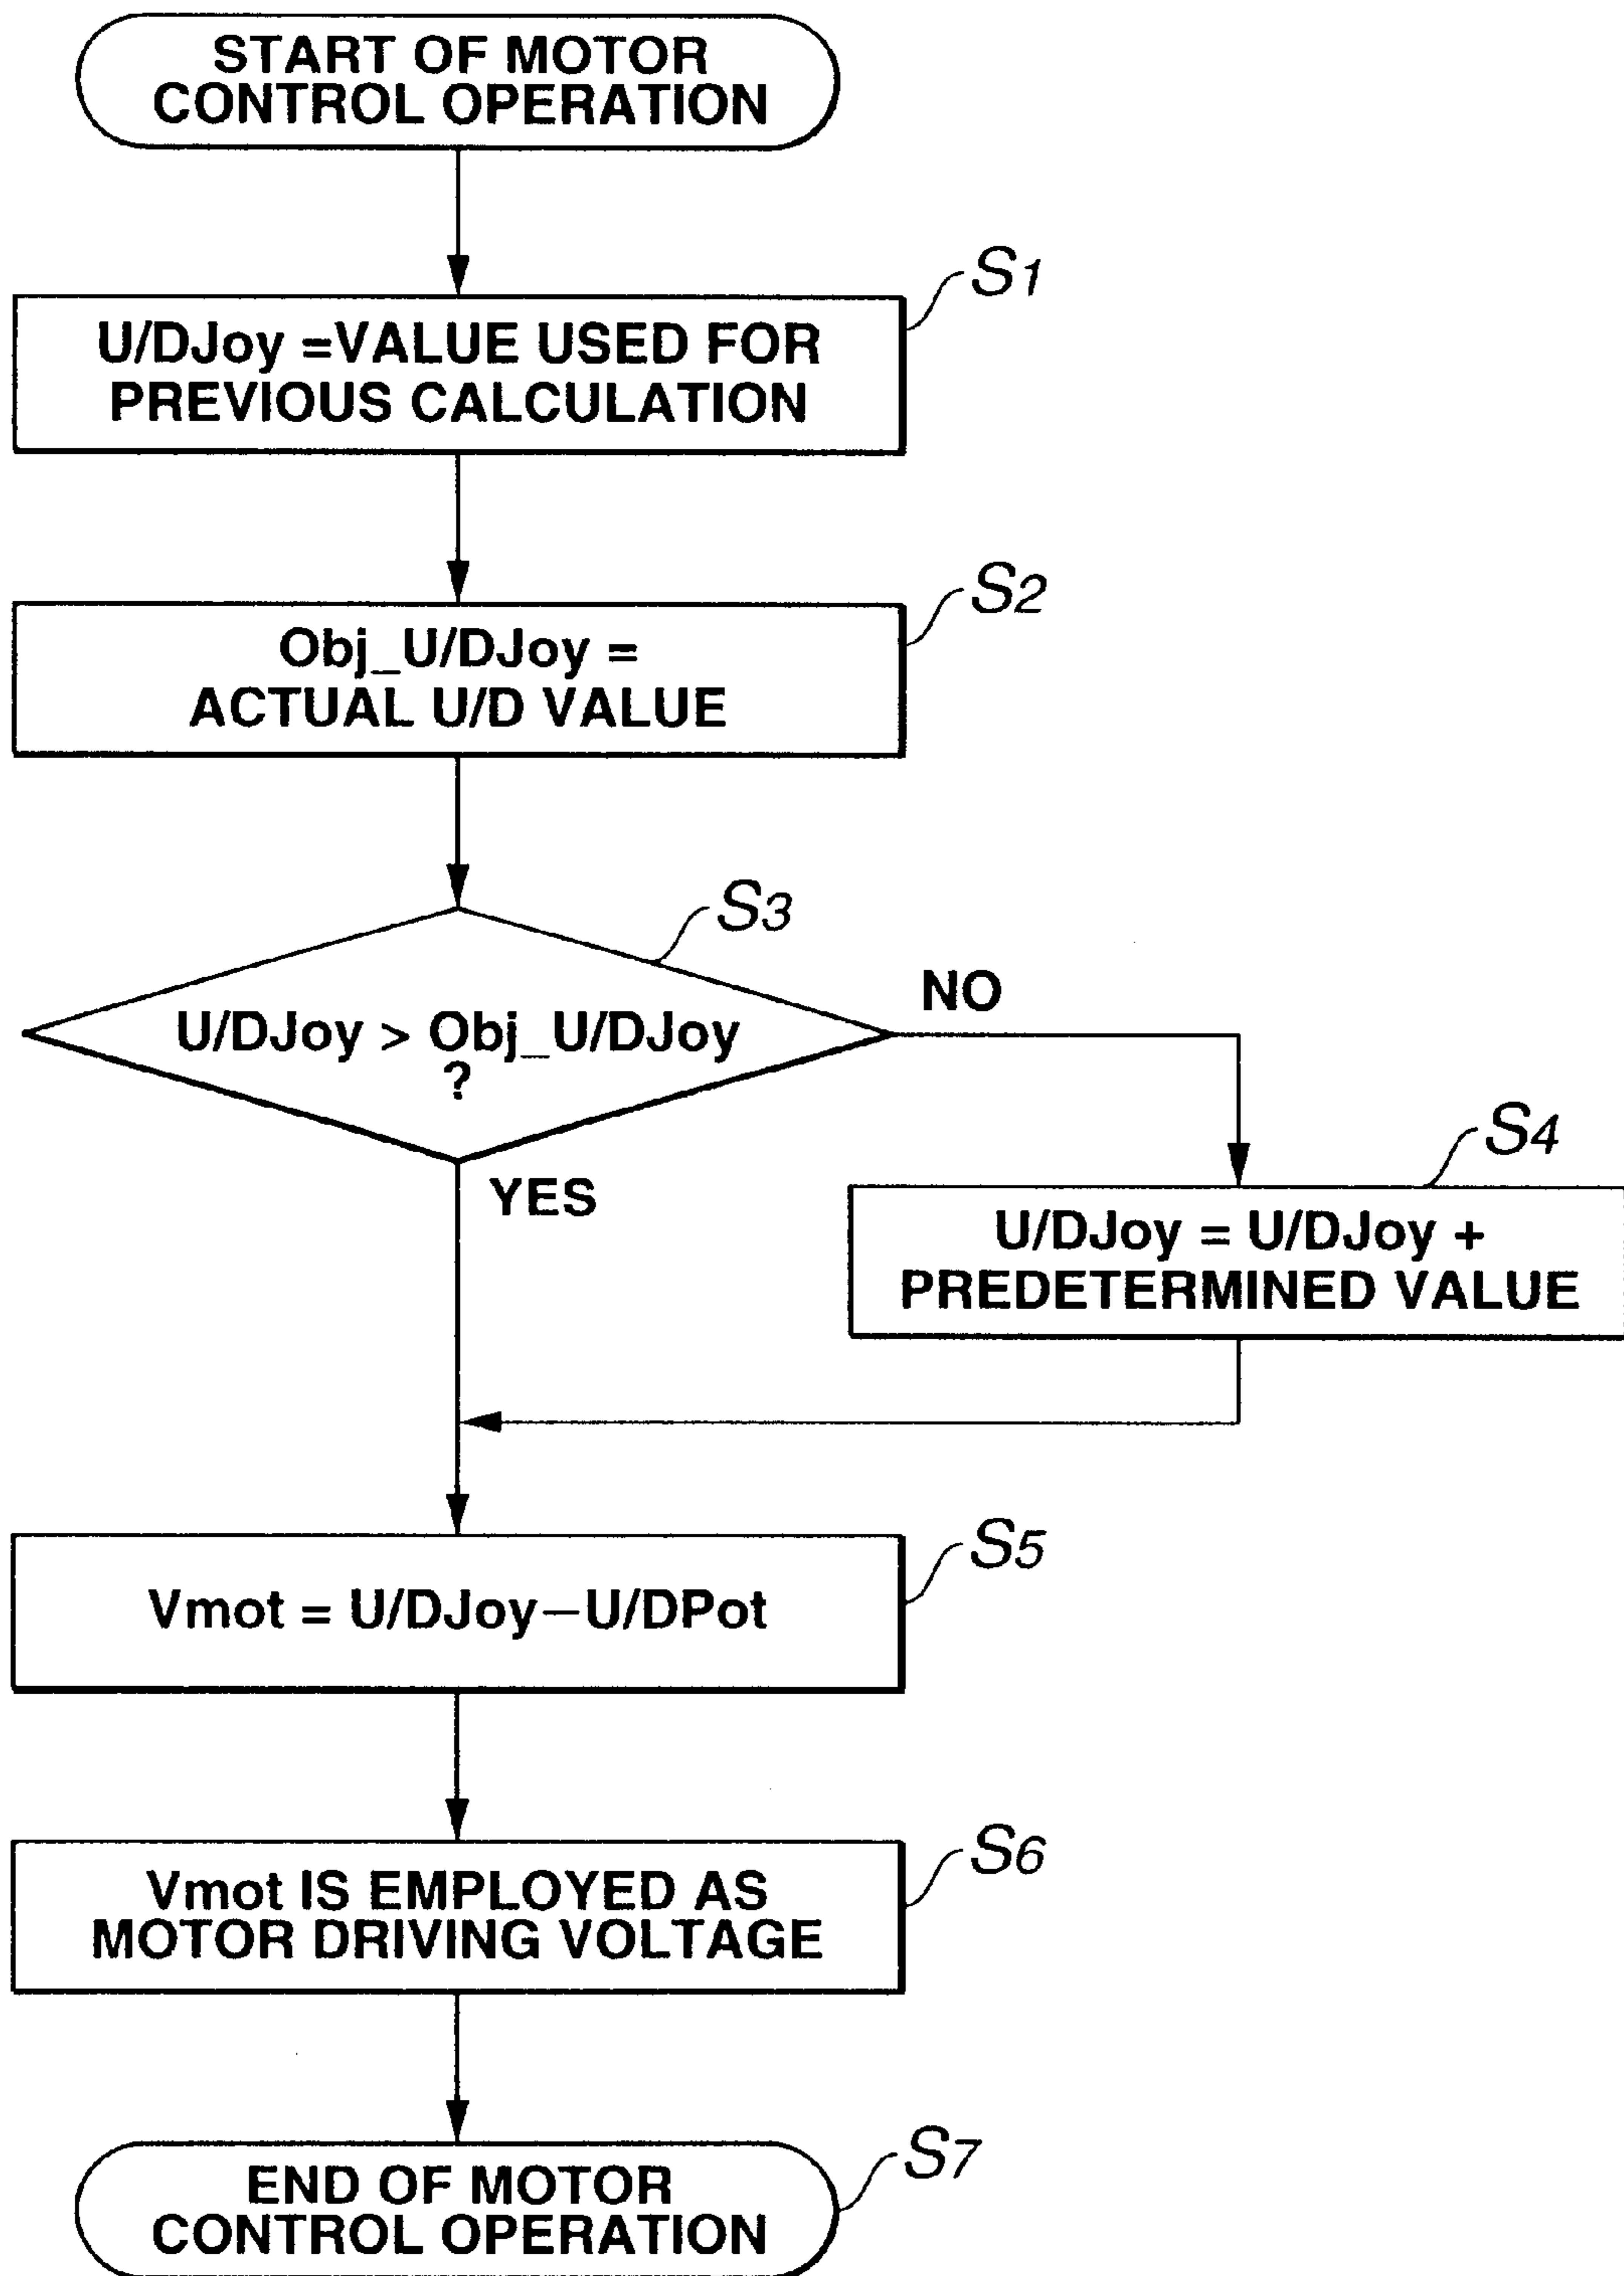 START OF MOTOR
CONTROL OPERATION
S1
U/DJoy =VALUE USED FOR
PREVIOUS CALCULATION
S2
Obj_U/DJoy =
ACTUAL U/D VALUE
S3
U/DJoy > Obj_U/DJoy
?
NO
YES
S4
U/DJoy = U/DJoy +
PREDETERMINED VALUE
S5
Vmot = U/DJoy−U/DPot
S6
Vmot IS EMPLOYED AS
MOTOR DRIVING VOLTAGE
S7
END OF MOTOR
CONTROL OPERATION